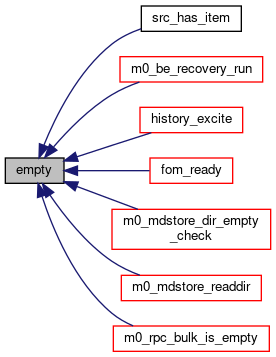 src_has_item
m0_be_recovery_run
history_excite
empty
fom_ready
m0_mdstore_dir_empty
_check
m0_mdstore_readdir
m0_rpc_bulk_is_empty